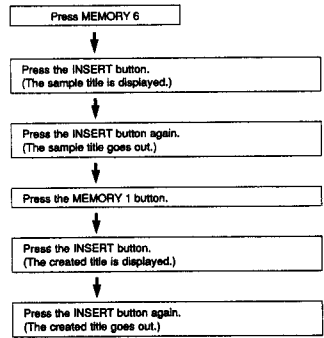 Press MEMORY 6
Press the INSERT button.
(The sample title is displayed.)
Press the INSERT button again.
(The sample title goes out.)
Press the MEMORY 1 button.
Press the INSERT button.
(The created title is displayed.)
Press the INSERT button again.
(The created title goes out.)